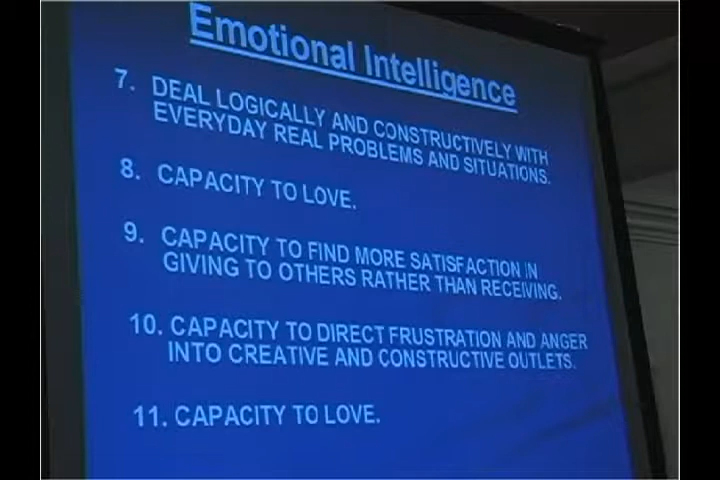 Emotional Intelligence
7. DEAL LOGICALLY AND CONSTRUCTIVELY WITH
EVERYDAY REAL PROBLEMS AND SITUATIONS.
8. CAPACITY TO LOVE.
9. CAPACITY TO FIND MORE SATISFACTION IN
GIVING TO OTHERS RATHER THAN RECEIVING.
10. CAPACITY TO DIRECT FRUSTRATION AND ANGER
INTO CREATIVE AND CONSTRUCTIVE OUTLETS.
11. CAPACITY TO LOVE.